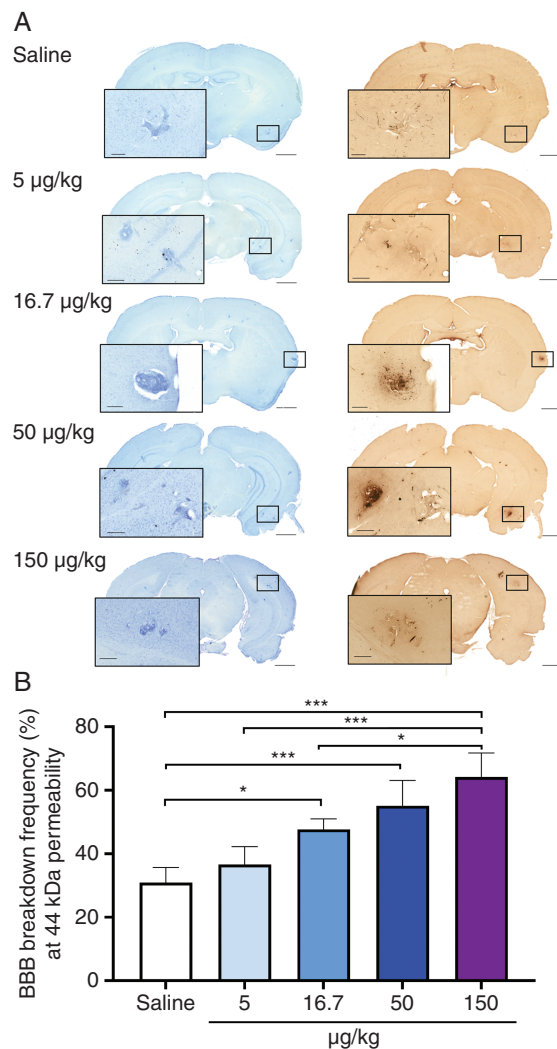 A
Saline
5 µg/kg
16.7 µg/kg
50 µg/kg
150 µg/kg
B
BBB breakdown frequency (%)
at 44 kDa permeability
80
60
40
20
0
***
***
*
***
*
Saline 5 16.7 50 150
µg/kg